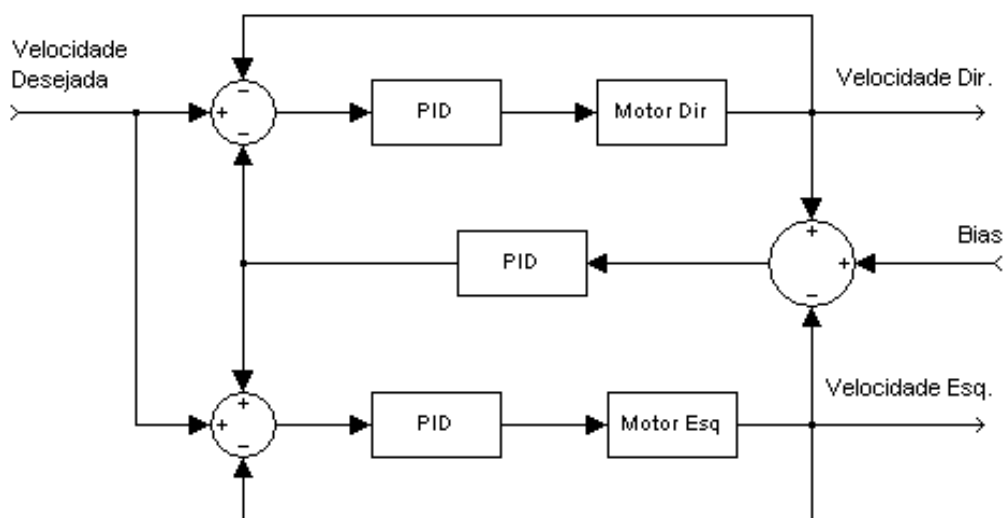 Velocidade
Desejada
PID
Motor Dir
Velocidade Dir.
PID
Bias
PID
Motor Esq
Velocidade Esq.